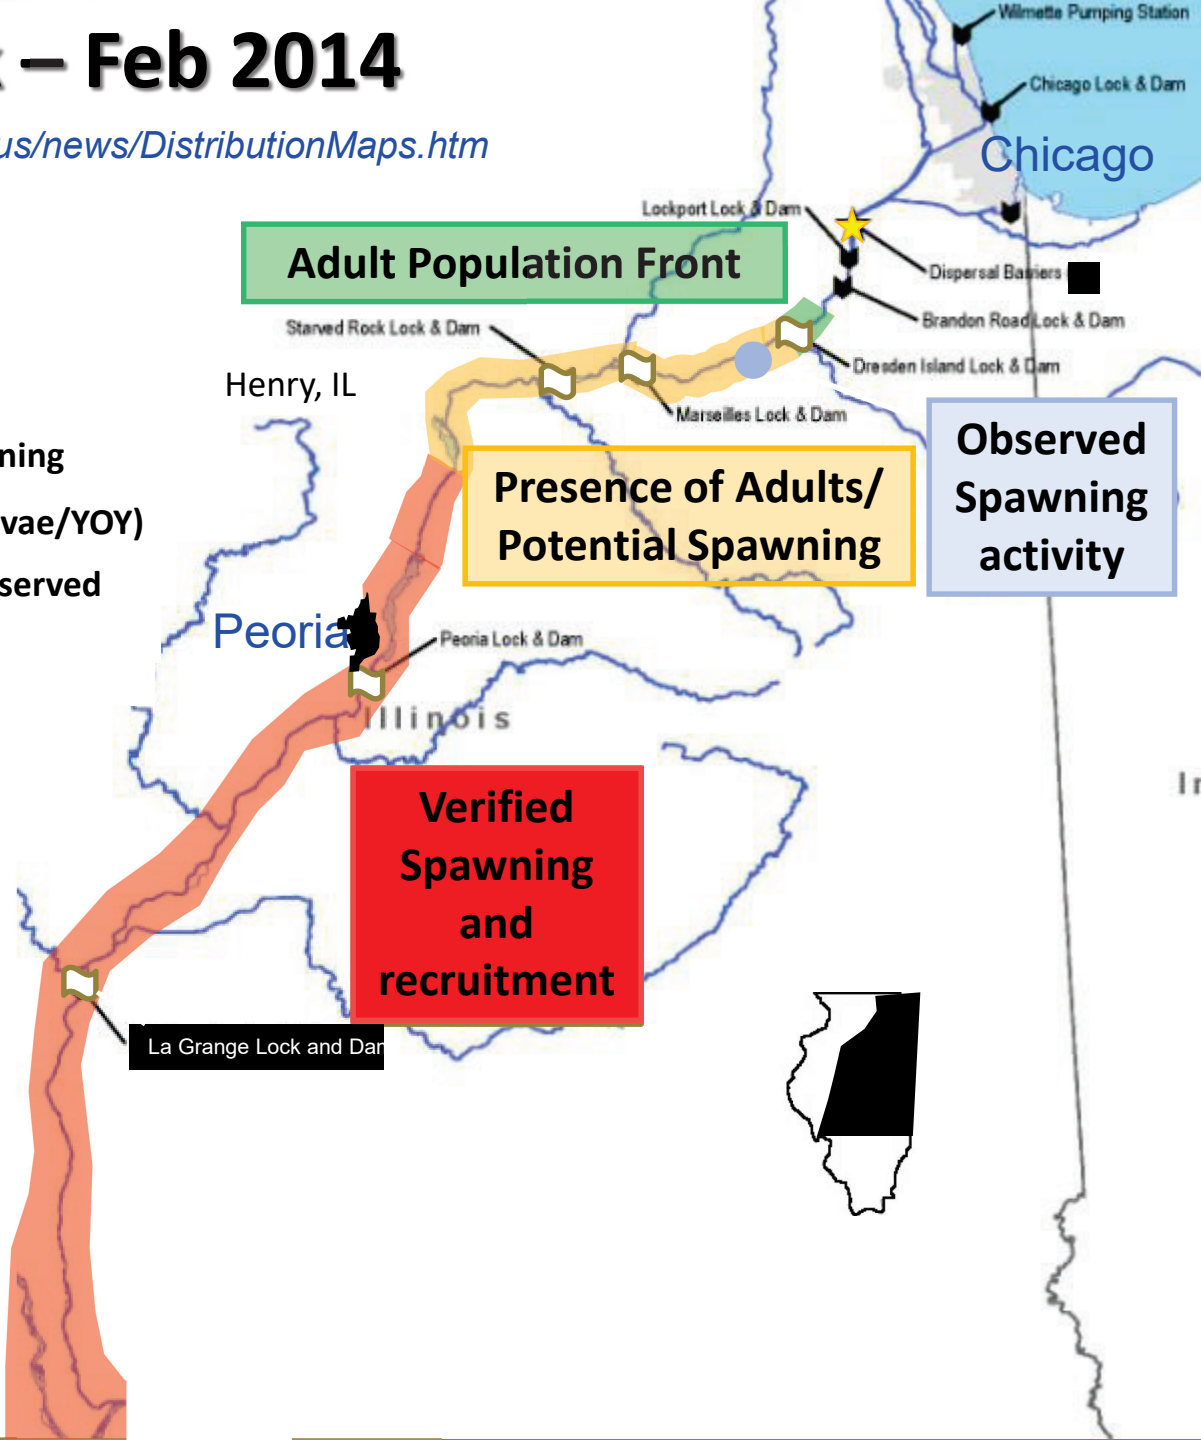 – Feb 2014
us/news/DistributionMaps.htm
Wilmette Pumping Station
Chicago Lock & Dam
Chicago
Lockport Lock & Dam
Adult Population Front
Dispersal Barriers
Starved Rock Lock & Dam
Brandon Road Lock & Dam
Dresden Island Lock & Dam
Henry, IL
Marseilles Lock & Dam
ning
vae/YOY)
served
Presence of Adults/
Potential Spawning
Observed
Spawning
activity
Peoria
Peoria Lock & Dam
Illinois
Verified
Spawning
and
recruitment
In
La Grange Lock and Dam